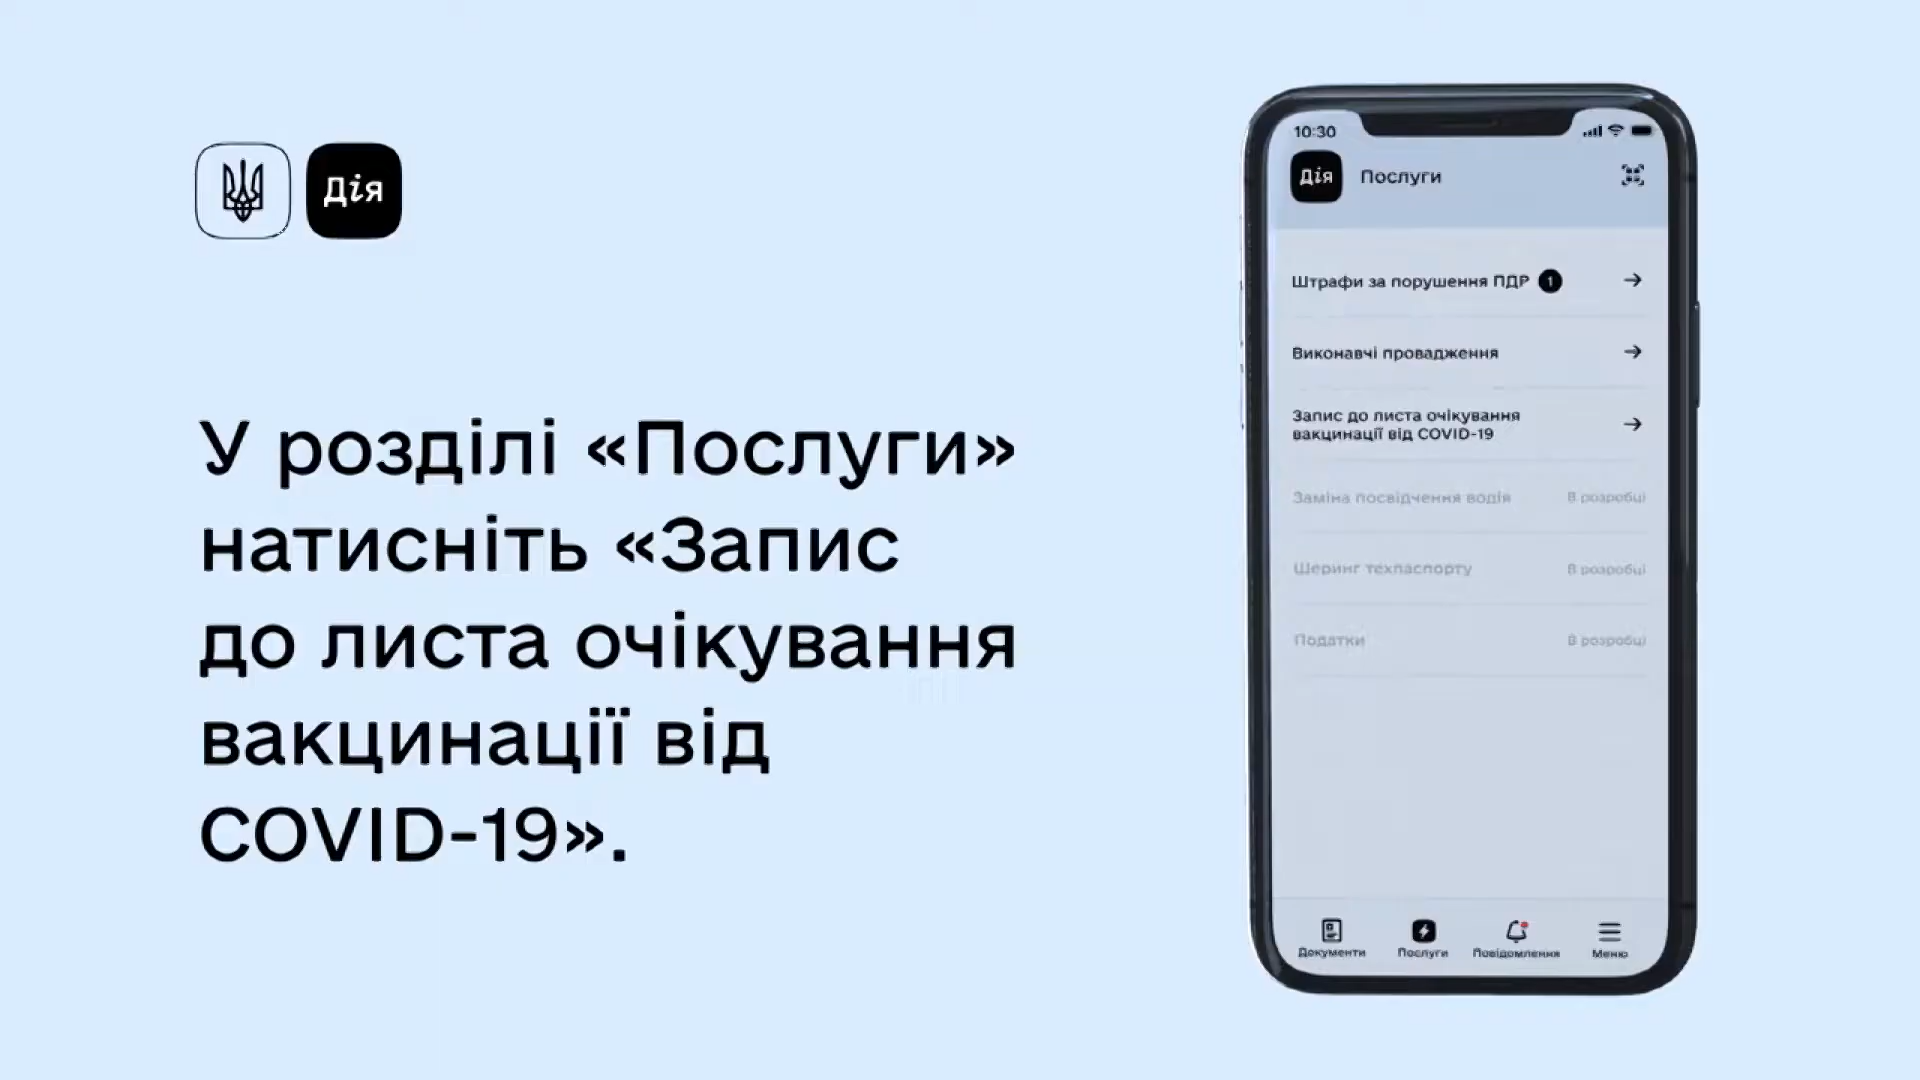 Дія
У розділі «Послуги»
натисніть «Запис
до листа очікування
вакцинації від
COVID-19».
10:30
Дія Послуги
Штрафи за порушення ПДР 1
Виконавчі провадження
Запис до листа очікування
вакцинації від COVID-19
Заміна посвідчення водія В розробці
Шеринг техпаспорту В розробці
Податки В розробці
Документи Послуги Повідомлення Меню